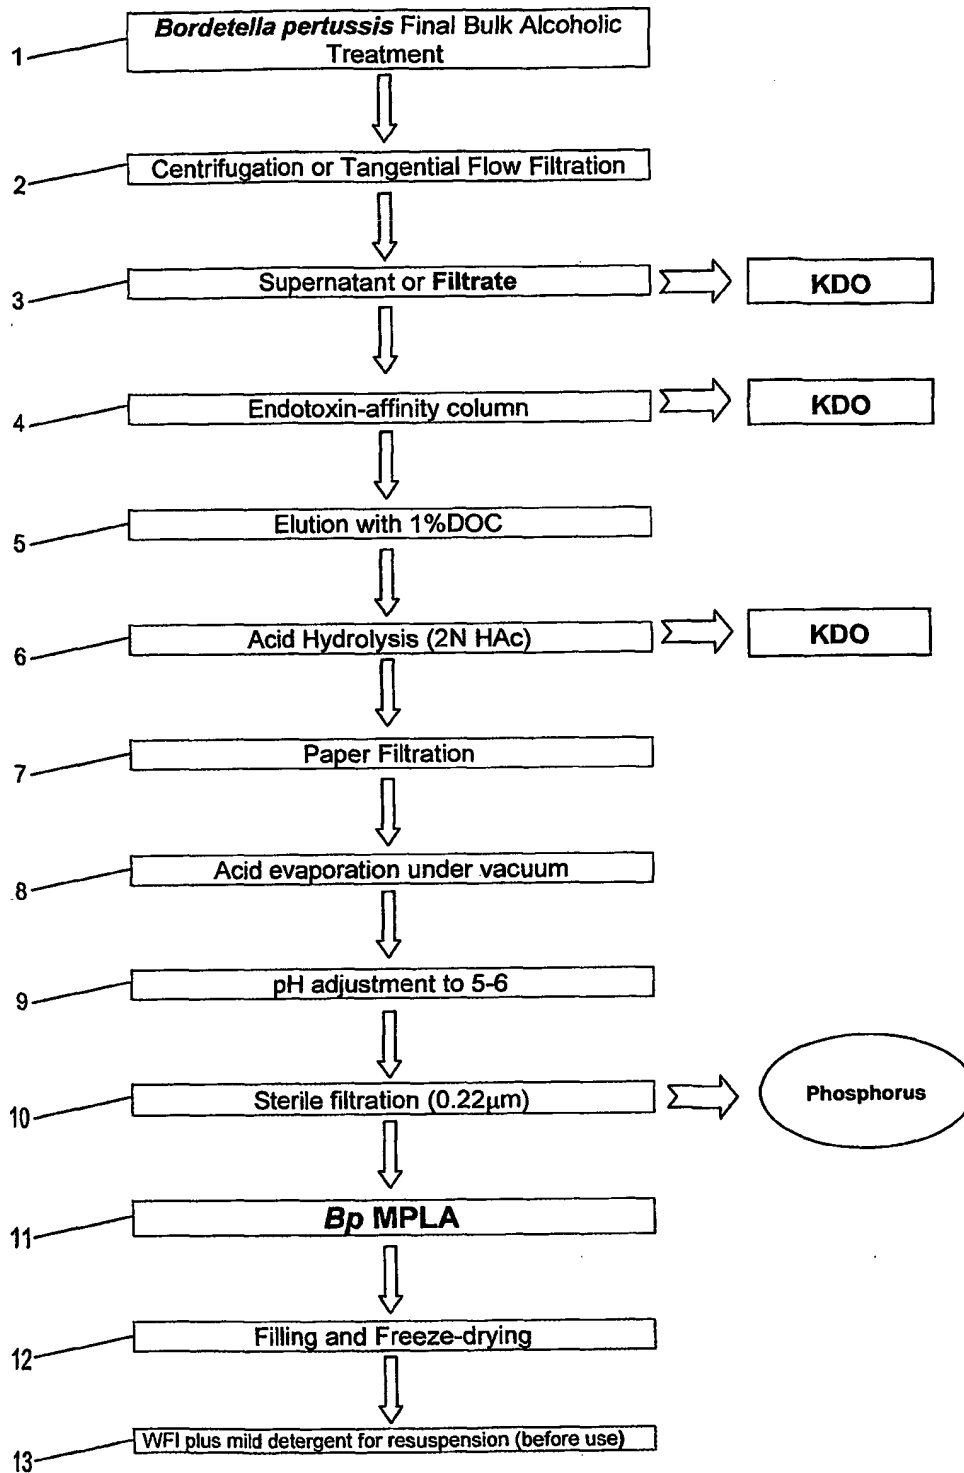 Bordetella pertussis Final Bulk Alcoholic
Treatment
1
Centrifugation or Tangential Flow Filtration
2
Supernatant or Filtrate
KDO
3
Endotoxin-affinity column
KDO
4
Elution with 1%DOC
5
Acid Hydrolysis (2N HAc)
KDO
6
Paper Filtration
7
Acid evaporation under vacuum
8
pH adjustment to 5-6
9
Sterile filtration (0.22μm)
Phosphorus
10
Bp MPLA
11
Filling and Freeze-drying
12
WFI plus mild detergent for resuspension (before use)
13